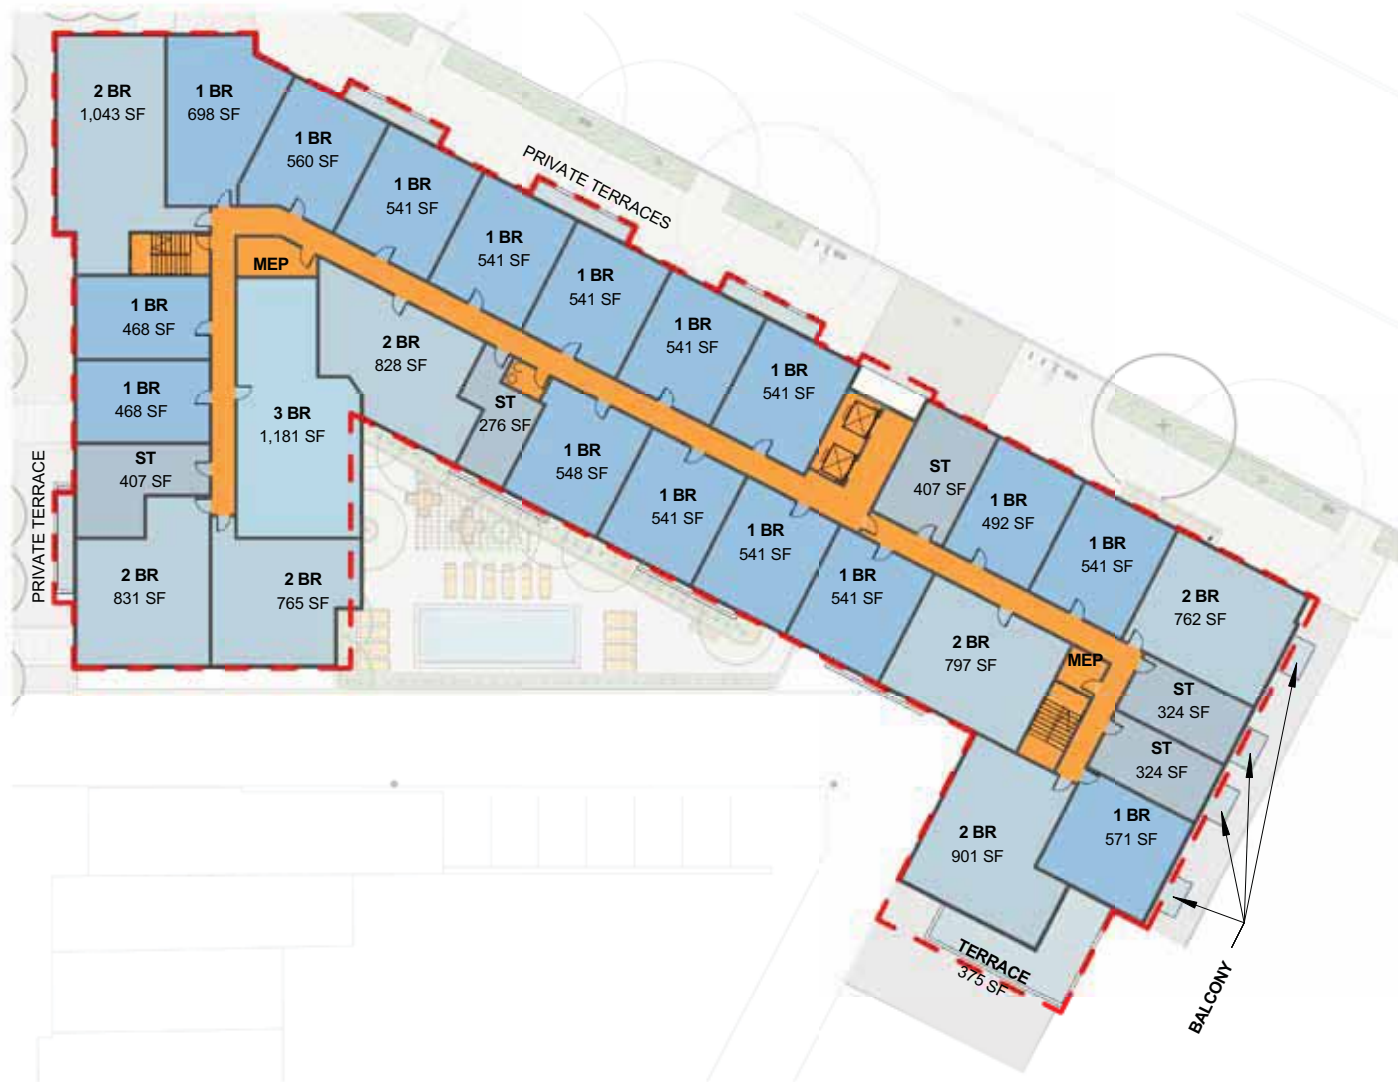 2 BR
1,043 SF
1 BR
698 SF
1 BR
560 SF
1 BR
541 SF
1 BR
541 SF
1 BR
541 SF
1 BR
541 SF
1 BR
541 SF
PRIVATE TERRACES
MEP
1 BR
468 SF
1 BR
468 SF
ST
407 SF
PRIVATE TERRACE
2 BR
831 SF
2 BR
765 SF
3 BR
1,181 SF
2 BR
828 SF
ST
276 SF
1 BR
548 SF
1 BR
541 SF
1 BR
541 SF
1 BR
541 SF
ST
407 SF
1 BR
492 SF
1 BR
541 SF
2 BR
762 SF
2 BR
797 SF
MEP
ST
324 SF
ST
324 SF
1 BR
571 SF
2 BR
901 SF
TERRACE
375 SF
BALCONY